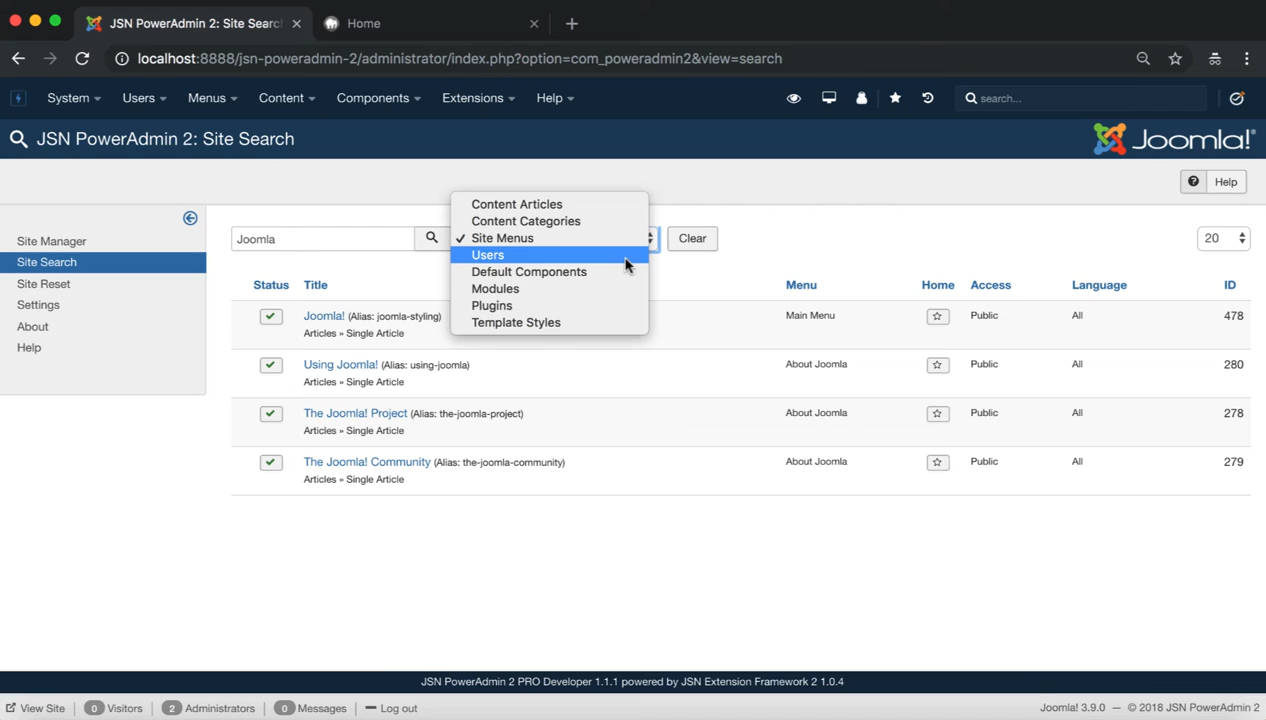 JSN PowerAdmin 2: Site Search
Home
localhost:8888/jsn-poweradmin-2/administrator/index.php?option=com_poweradmin2&view=search
System Users Menus Content Components Extensions Help search...
JSN PowerAdmin 2: Site Search
Joomla!®
Help
Site Manager
Site Search
Site Reset
Settings
About
Help
Joomla
Content Articles
Content Categories
Site Menus
Users
Default Components
Modules
Plugins
Template Styles
Clear
20
Status Title Menu Home Access Language ID
Joomla! (Alias: joomla-styling) Main Menu Public All 478
Articles » Single Article
Using Joomla! (Alias: using-joomla) About Joomla Public All 280
Articles » Single Article
The Joomla! Project (Alias: the-joomla-project) About Joomla Public All 278
Articles » Single Article
The Joomla! Community (Alias: the-joomla-community) About Joomla Public All 279
Articles » Single Article
JSN PowerAdmin 2 PRO Developer 1.1.1 powered by JSN Extension Framework 2 1.0.4
View Site 0 Visitors 2 Administrators 0 Messages Log out Joomla! 3.9.0 — © 2018 JSN PowerAdmin 2